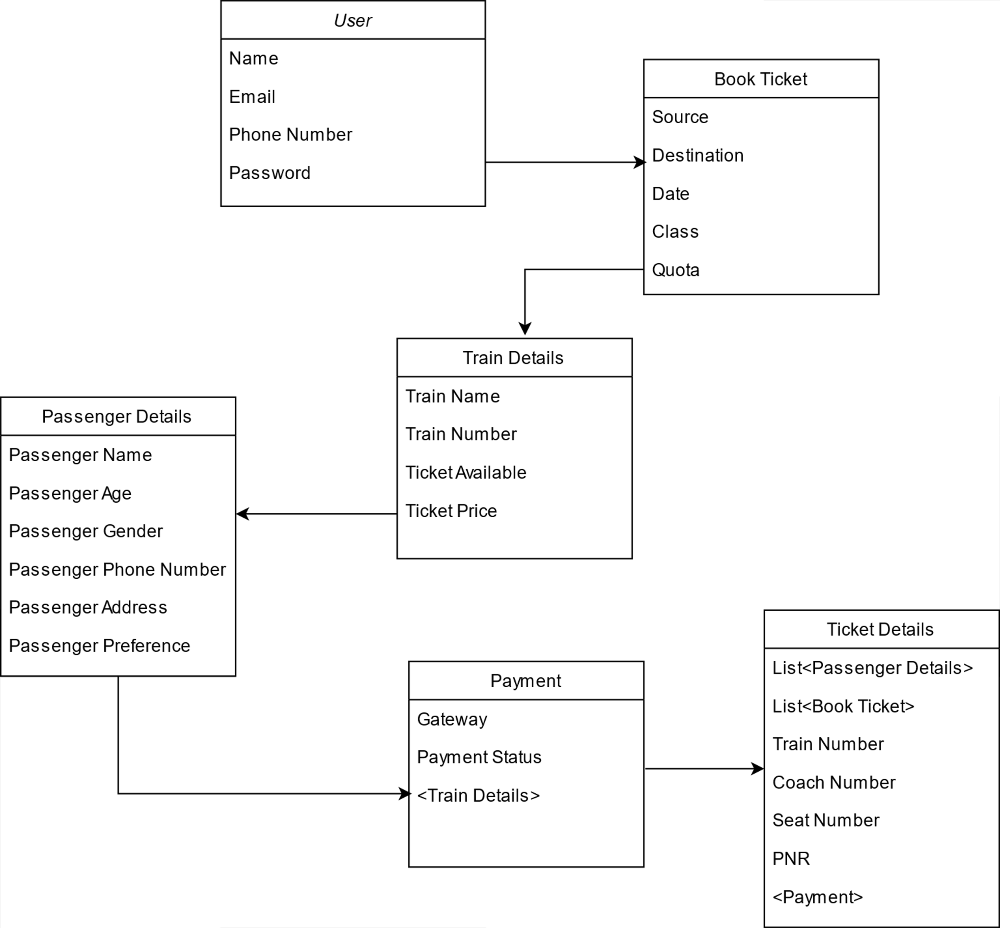 User
Name
Email
Phone Number
Password
Book Ticket
Source
Destination
Date
Class
Quota
Train Details
Train Name
Train Number
Ticket Available
Ticket Price
Passenger Details
Passenger Name
Passenger Age
Passenger Gender
Passenger Phone Number
Passenger Address
Passenger Preference
Payment
Gateway
Payment Status
<Train Details>
Ticket Details
List<Passenger Details>
List<Book Ticket>
Train Number
Coach Number
Seat Number
PNR
<Payment>